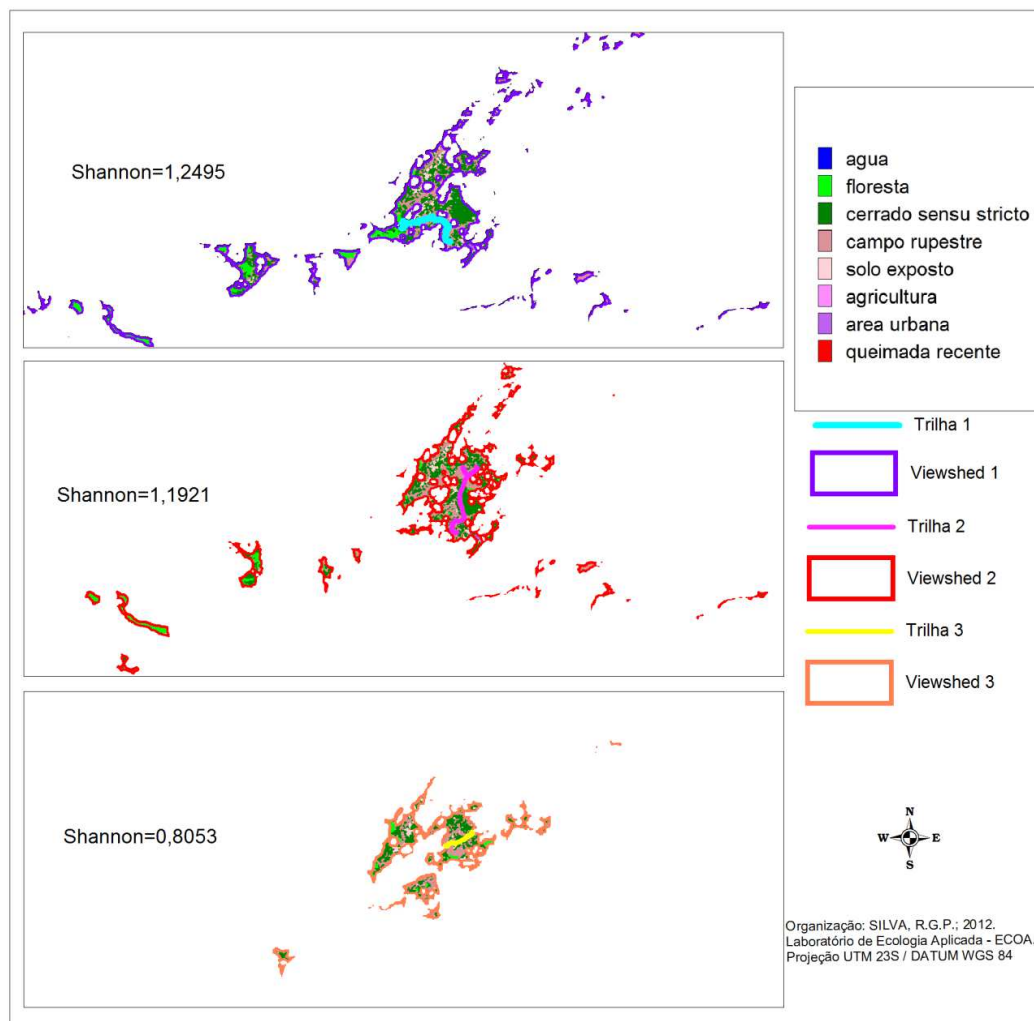 Shannon=1,2495
Shannon=1,1921
Shannon=0,8053
agua
floresta
cerrado sensu stricto
campo rupestre
solo exposto
agricultura
area urbana
queimada recente
Trilha 1
Viewshed 1
Trilha 2
Viewshed 2
Trilha 3
Viewshed 3
N
W E
S
Organização: SILVA, R.G.P.; 2012.
Laboratório de Ecologia Aplicada - ECOA.
Projeção UTM 23S / DATUM WGS 84